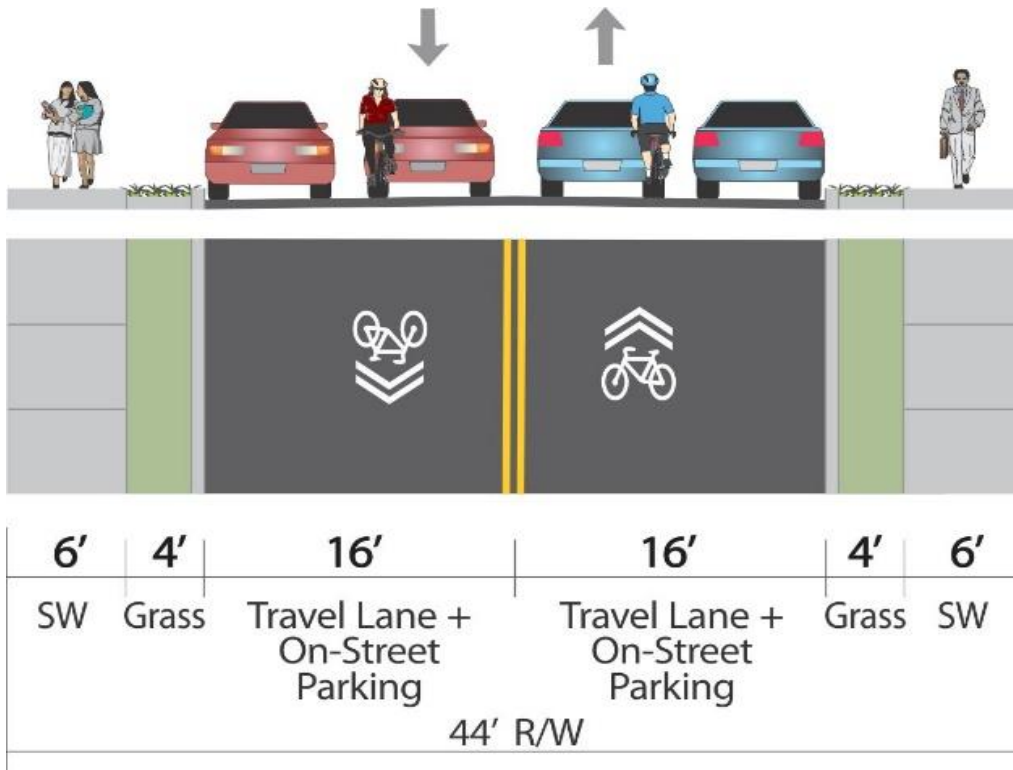 6’ 4’ 16’ 16’ 4’ 6’
SW Grass Travel Lane + Travel Lane + Grass SW
On-Street On-Street
Parking Parking
44’ R/W